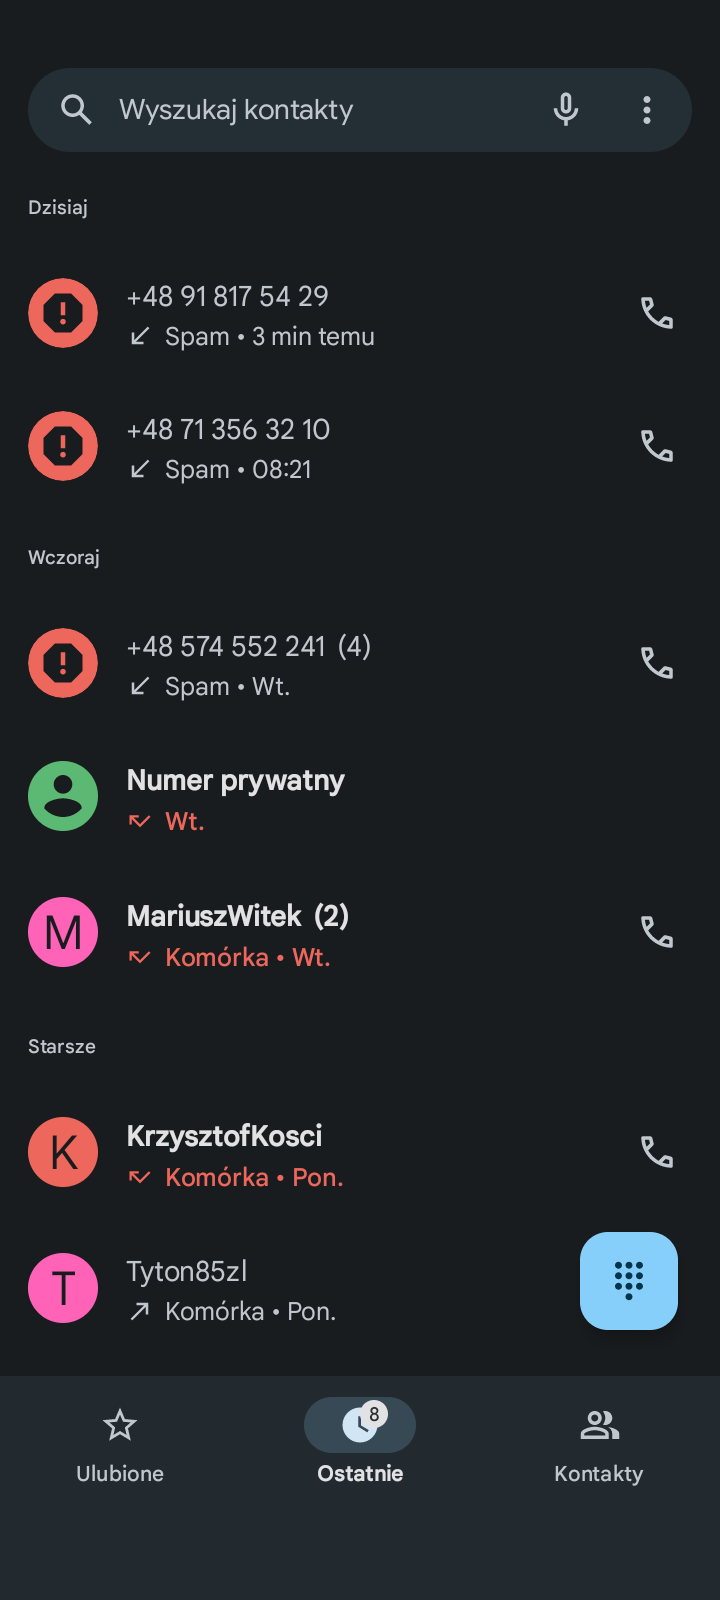 Wyszukaj kontakty
Dzisiaj
+48 91 817 54 29
Spam • 3 min temu
+48 71 356 32 10
Spam • 08:21
Wczoraj
+48 574 552 241 (4)
Spam • Wt.
Numer prywatny
Wt.
M
MariuszWitek (2)
Komórka • Wt.
Starsze
K
KrzysztofKosci
Komórka • Pon.
T
Tyton85zl
Komórka • Pon.
8
Ulubione
Ostatnie
Kontakty